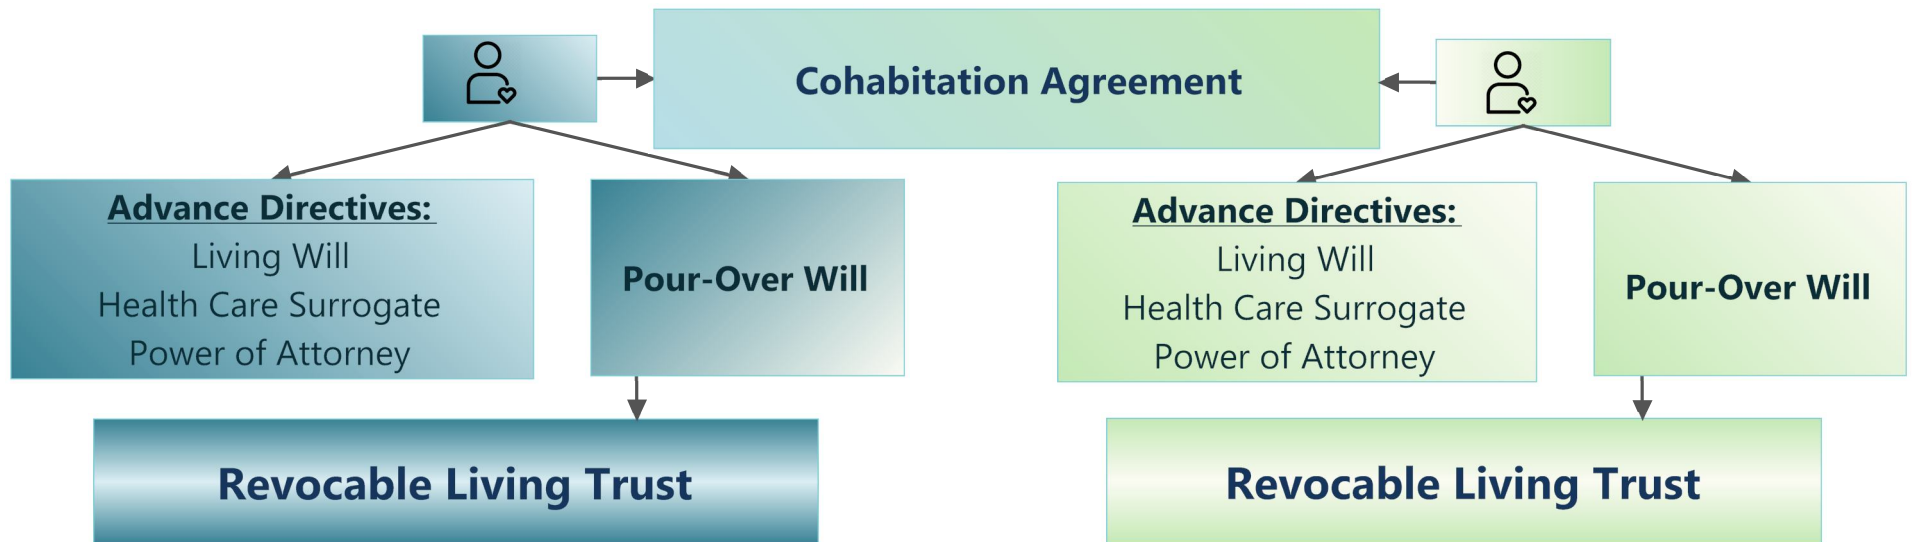 Cohabitation Agreement
Advance Directives:
Living Will
Health Care Surrogate
Power of Attorney
Pour-Over Will
Advance Directives:
Living Will
Health Care Surrogate
Power of Attorney
Pour-Over Will
Revocable Living Trust
Revocable Living Trust